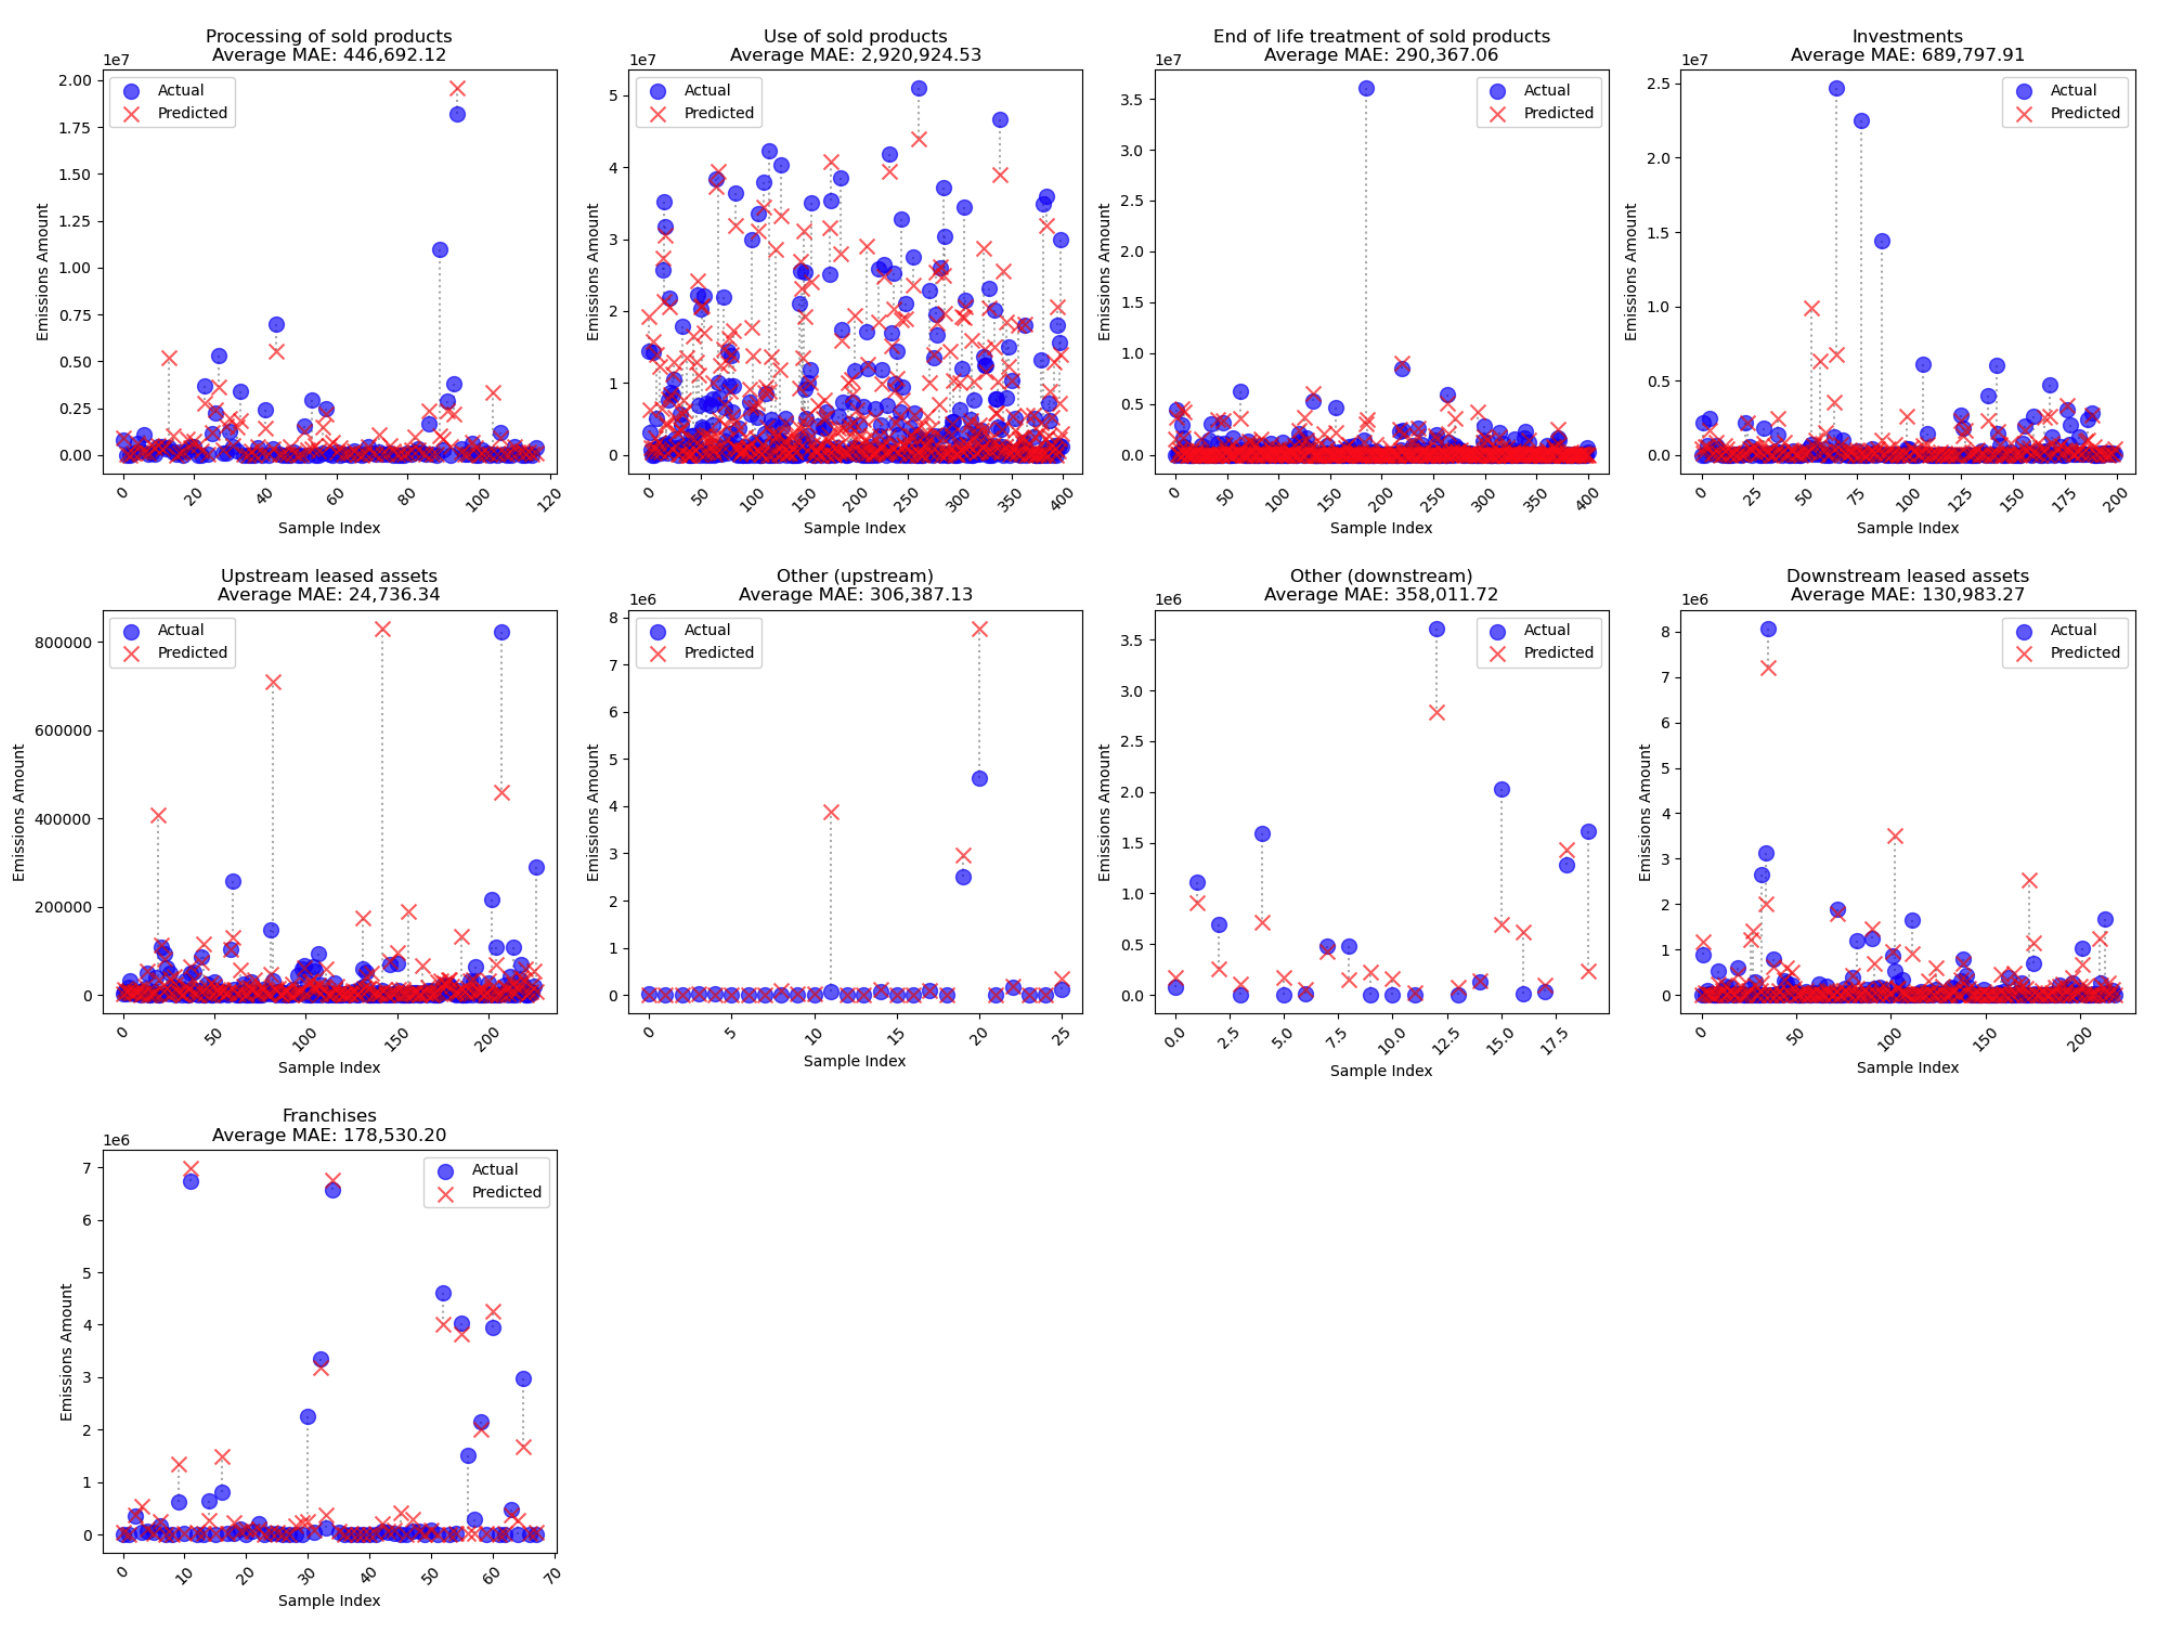 Processing of sold products
Average MAE: 446,692.12
1e7
2.00
1.75
1.50
1.25
1.00
0.75
0.50
0.25
0.00
Emissions Amount
Actual
Predicted
0 20 40 60 80 100 120
Sample Index
Use of sold products
Average MAE: 2,920,924.53
1e7
5
4
3
2
1
0
Emissions Amount
Actual
Predicted
0 50 100 150 200 250 300 350 400
Sample Index
End of life treatment of sold products
Average MAE: 290,367.06
1e7
3.5
3.0
2.5
2.0
1.5
1.0
0.5
0.0
Emissions Amount
Actual
Predicted
0 50 100 150 200 250 300 350 400
Sample Index
Investments
Average MAE: 689,797.91
1e7
2.5
2.0
1.5
1.0
0.5
0.0
Emissions Amount
Actual
Predicted
0 25 50 75 100 125 150 175 200
Sample Index
Upstream leased assets
Average MAE: 24,736.34
800000
600000
400000
200000
0
Emissions Amount
Actual
Predicted
0 50 100 150 200
Sample Index
Other (upstream)
Average MAE: 306,387.13
1e6
8
7
6
5
4
3
2
1
0
Emissions Amount
Actual
Predicted
0 5 10 15 20 25
Sample Index
Other (downstream)
Average MAE: 358,011.72
1e6
3.5
3.0
2.5
2.0
1.5
1.0
0.5
0.0
Emissions Amount
Actual
Predicted
0.0 2.5 5.0 7.5 10.0 12.5 15.0 17.5
Sample Index
Downstream leased assets
Average MAE: 130,983.27
1e6
8
7
6
5
4
3
2
1
0
Emissions Amount
Actual
Predicted
0 50 100 150 200
Sample Index
Franchises
Average MAE: 178,530.20
1e6
7
6
5
4
3
2
1
0
Emissions Amount
Actual
Predicted
0 10 20 30 40 50 60 70
Sample Index